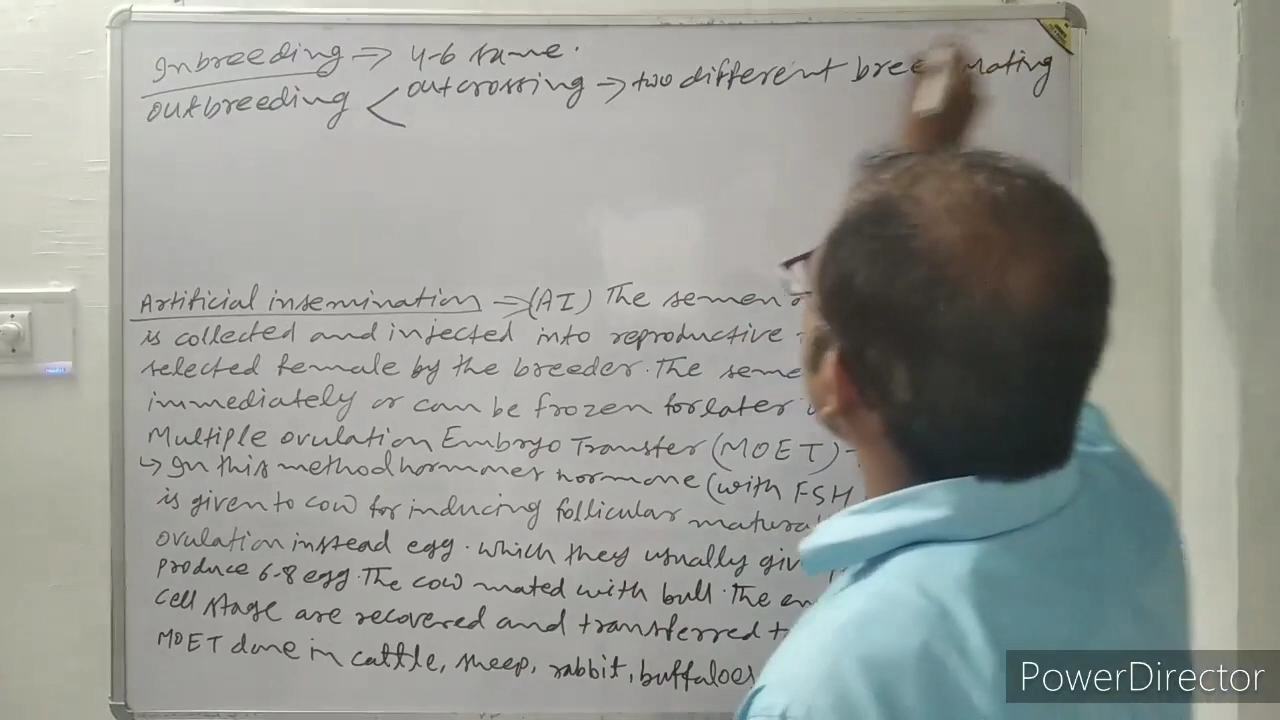 Inbreeding => 4-6 same.
outbreeding < outcrossing -> two different bree mating
Artificial insemination => (AI) The semen
is collected and injected into reproductive
selected female by the breeder. The seme
immediately or can be frozen for later
Multiple ovulation Embryo Transfer (MOET) -
↳ In this method hormones hormone (with FSH
is given to cow for inducing follicular matura
ovulation instead egg. which they usually giv
produce 6-8 egg. The cow mated with bull. The em
cell stage are recovered and transferred t
MOET done in cattle, sheep, rabbit, buffaloes
PowerDirector